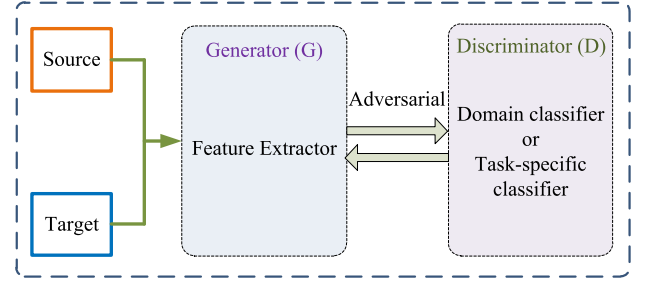 Source
Target
Generator (G)
Feature Extractor
Adversarial
Discriminator (D)
Domain classifier
or
Task-specific
classifier